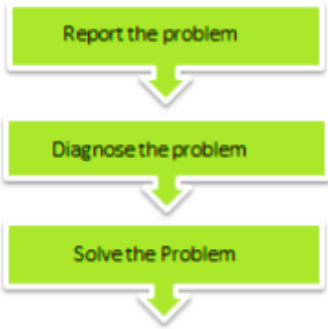 Report the problem
Diagnose the problem
Solve the Problem